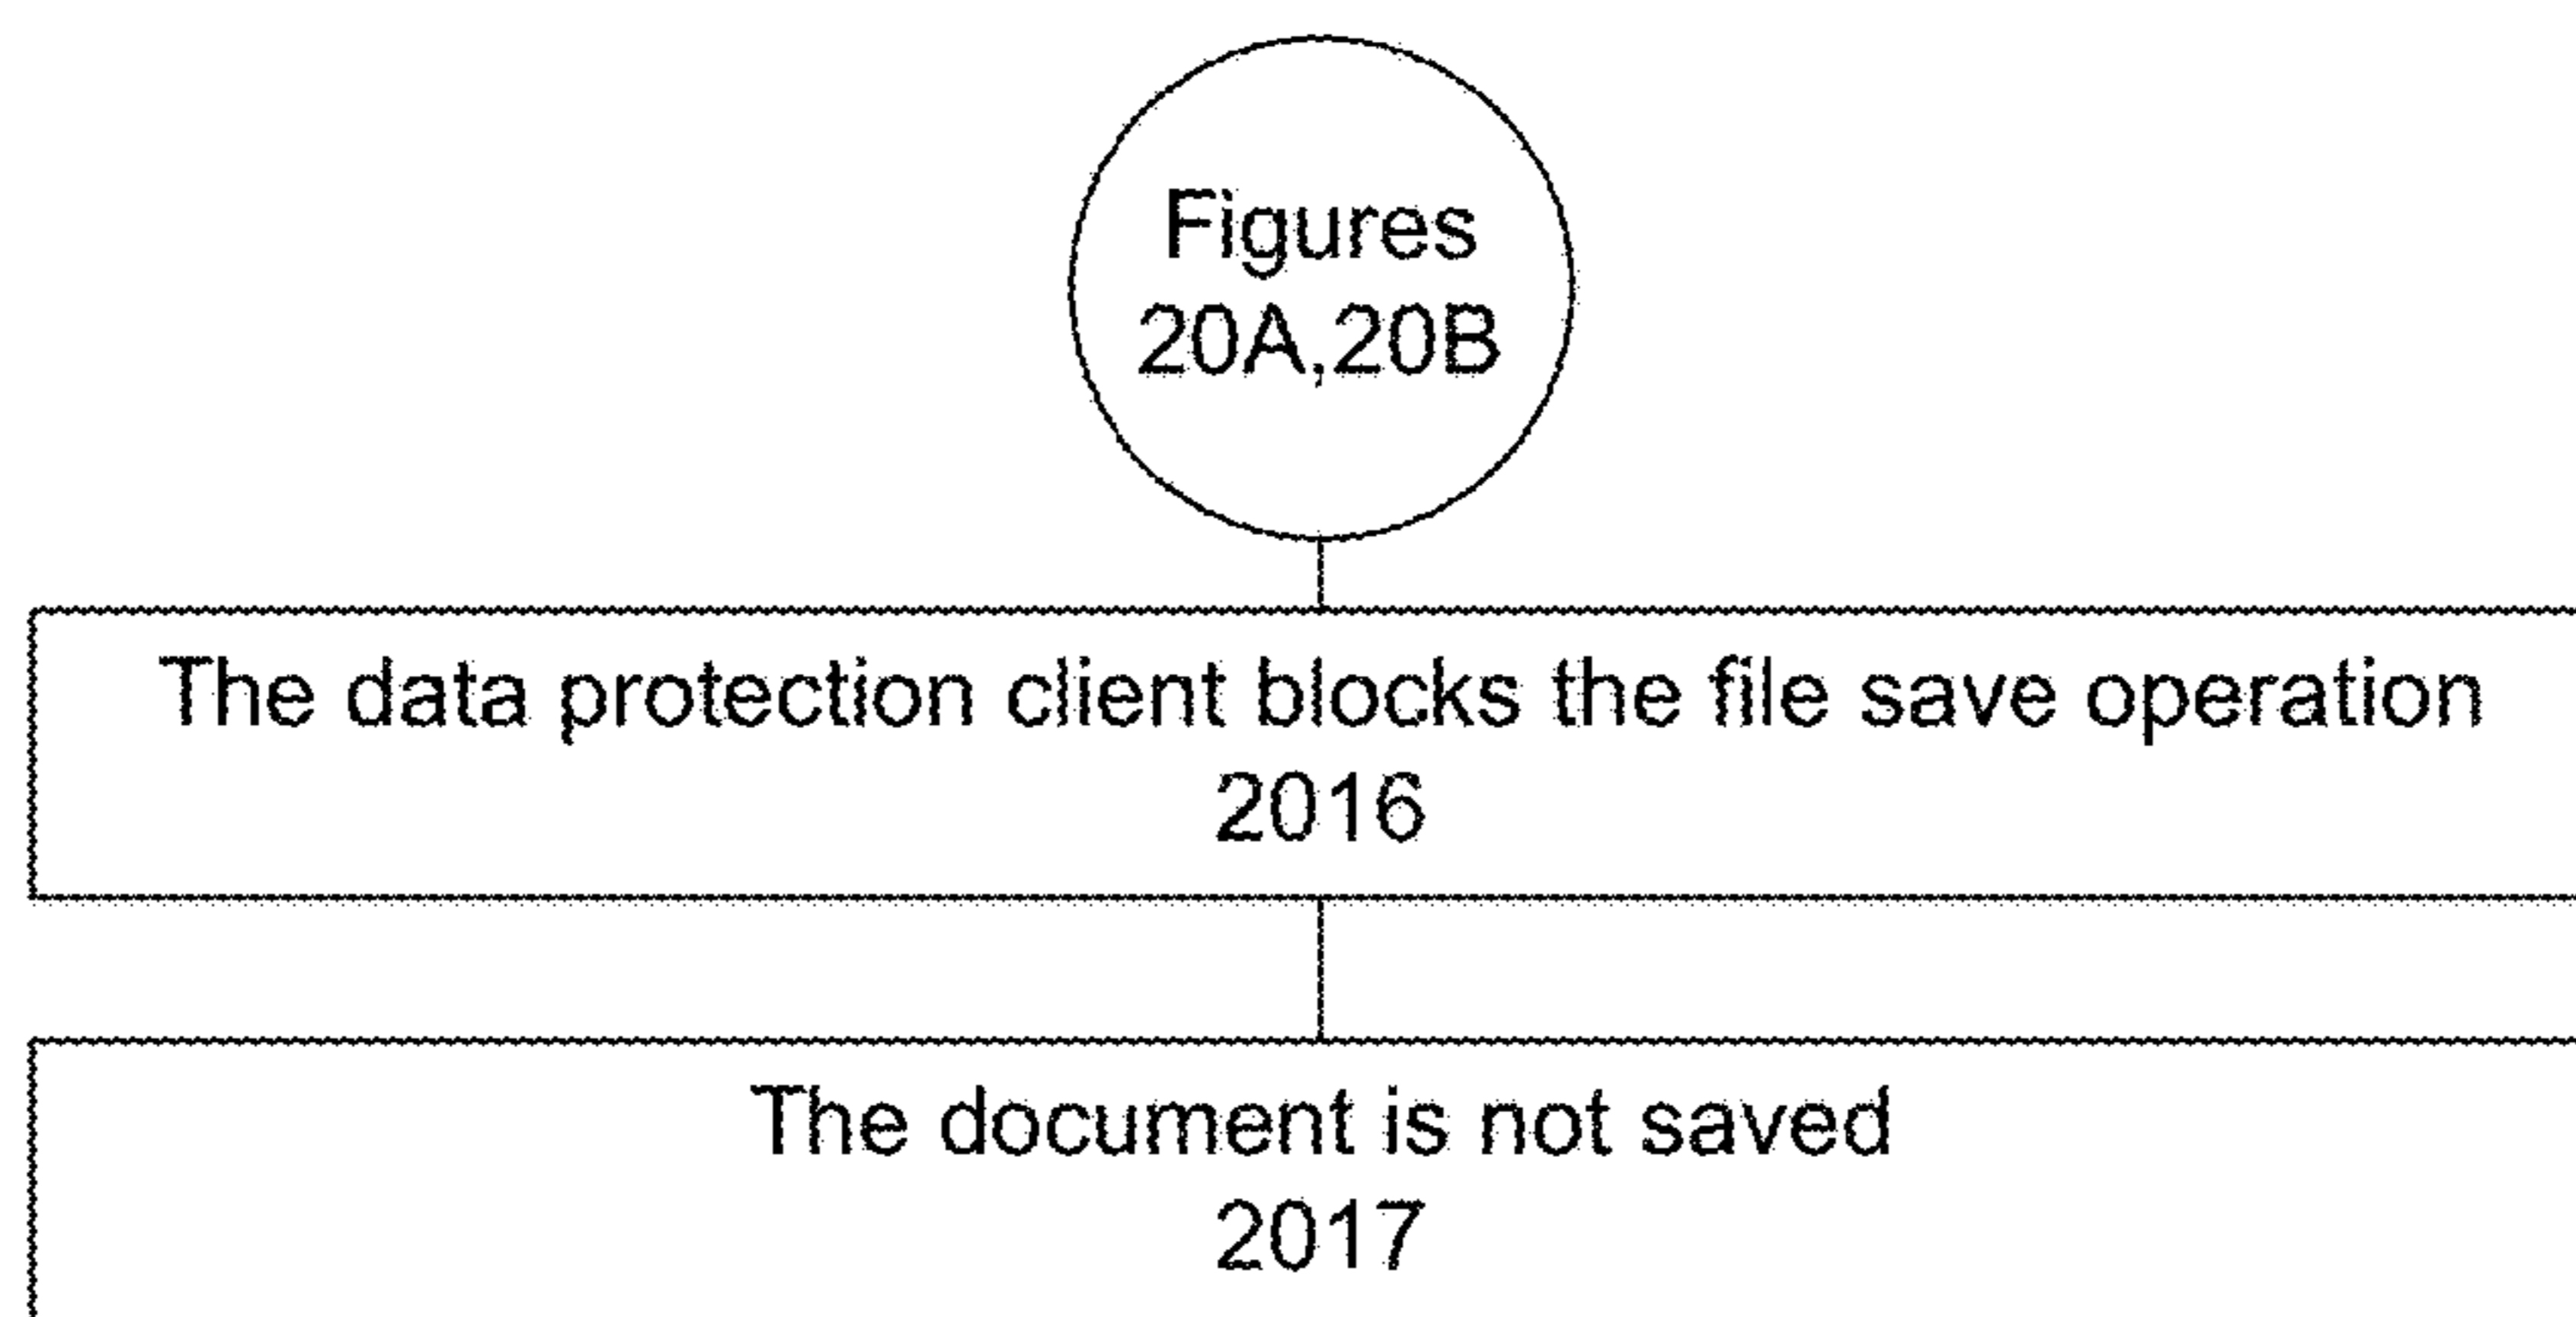 Figures
20A,20B
The data protection client blocks the file save operation
2016
The document is not saved
2017